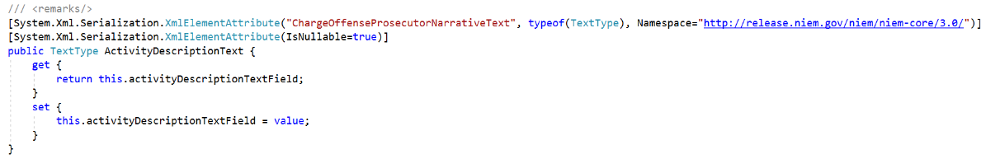 /// <remarks/>
[System.Xml.Serialization.XmlElementAttribute("ChargeOffenseProsecutorNarrativeText", typeof(TextType), Namespace="http://release.niem.gov/niem/niem-core/3.0/")]
[System.Xml.Serialization.XmlElementAttribute(IsNullable=true)]
public TextType ActivityDescriptionText {
    get {
        return this.activityDescriptionTextField;
    }
    set {
        this.activityDescriptionTextField = value;
    }
}